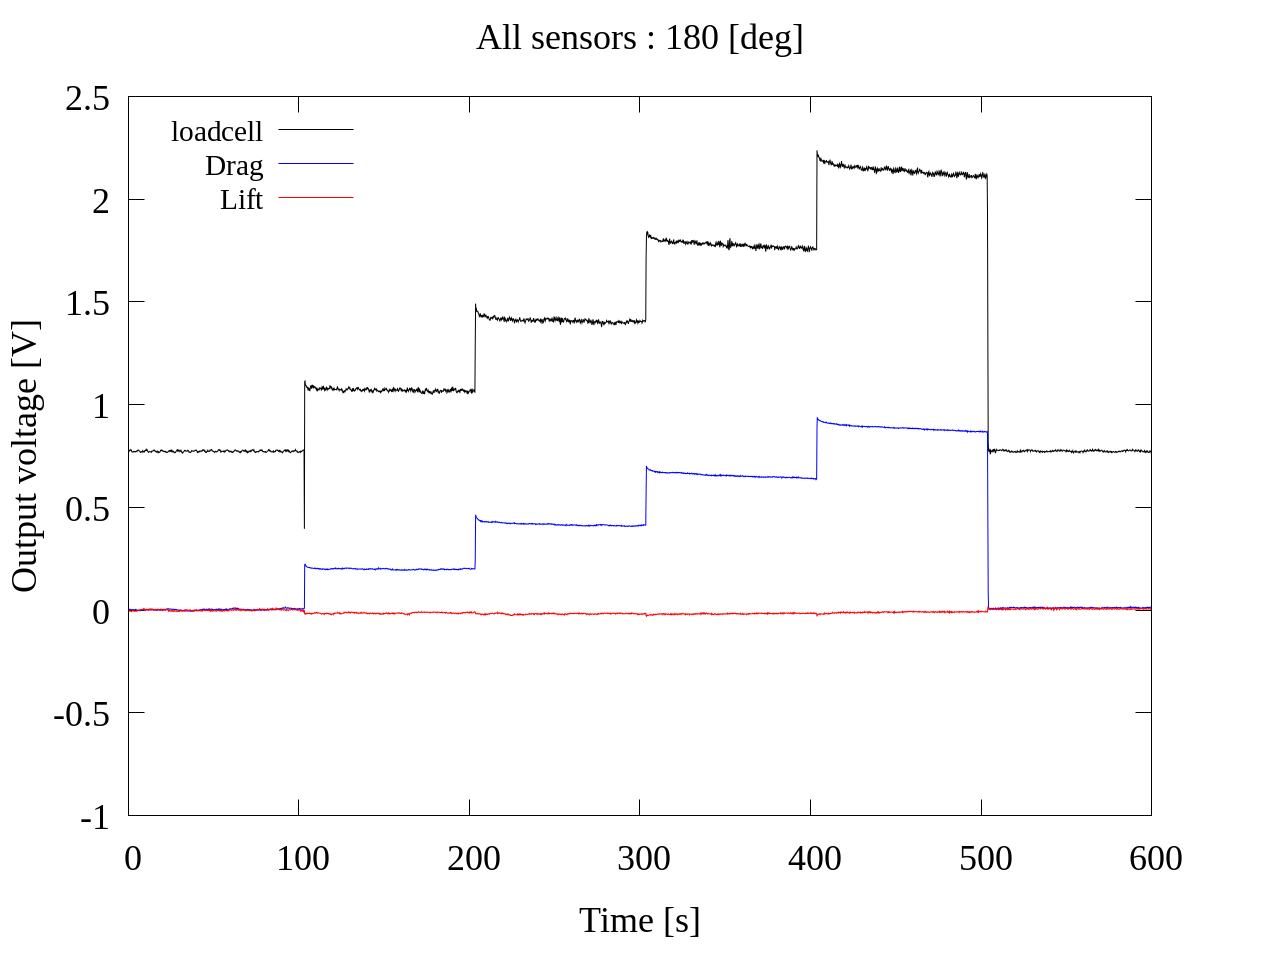 All sensors : 180 [deg]
2.5
2
1.5
1
0.5
0
-0.5
-1
Output voltage [V]
loadcell
Drag
Lift
0 100 200 300 400 500 600
Time [s]